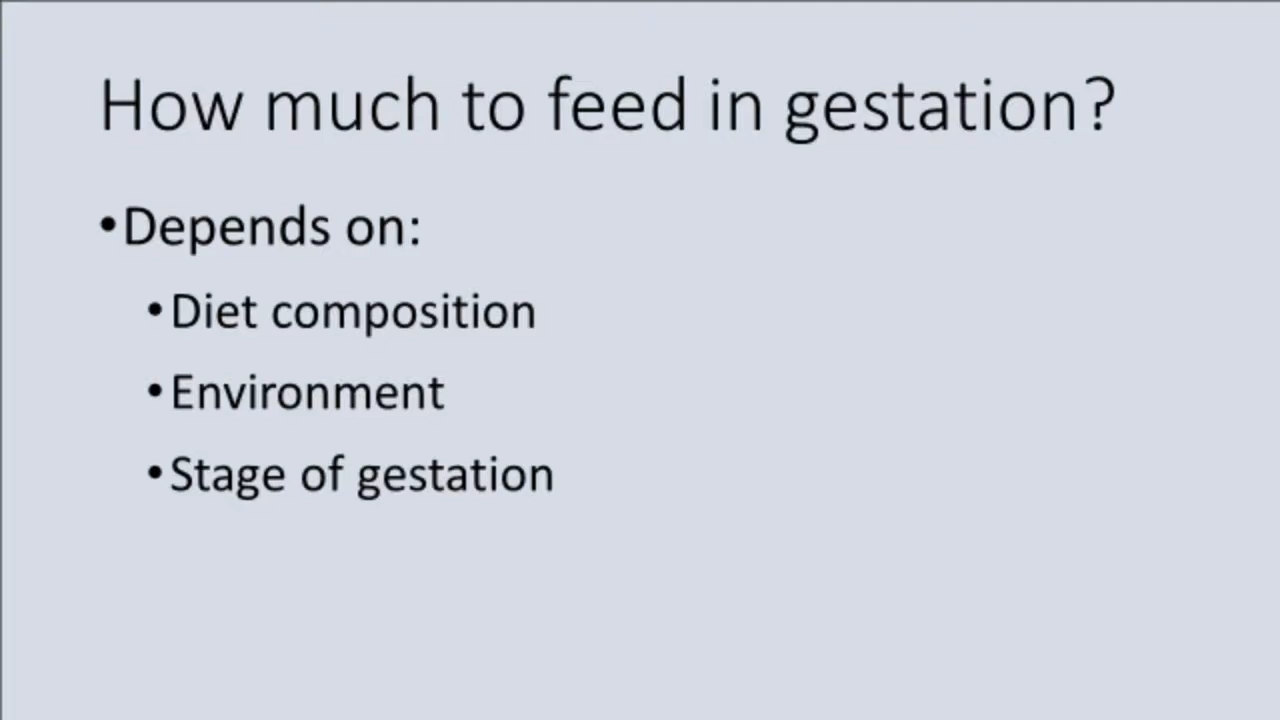 How much to feed in gestation?
•Depends on:
•Diet composition
•Environment
•Stage of gestation